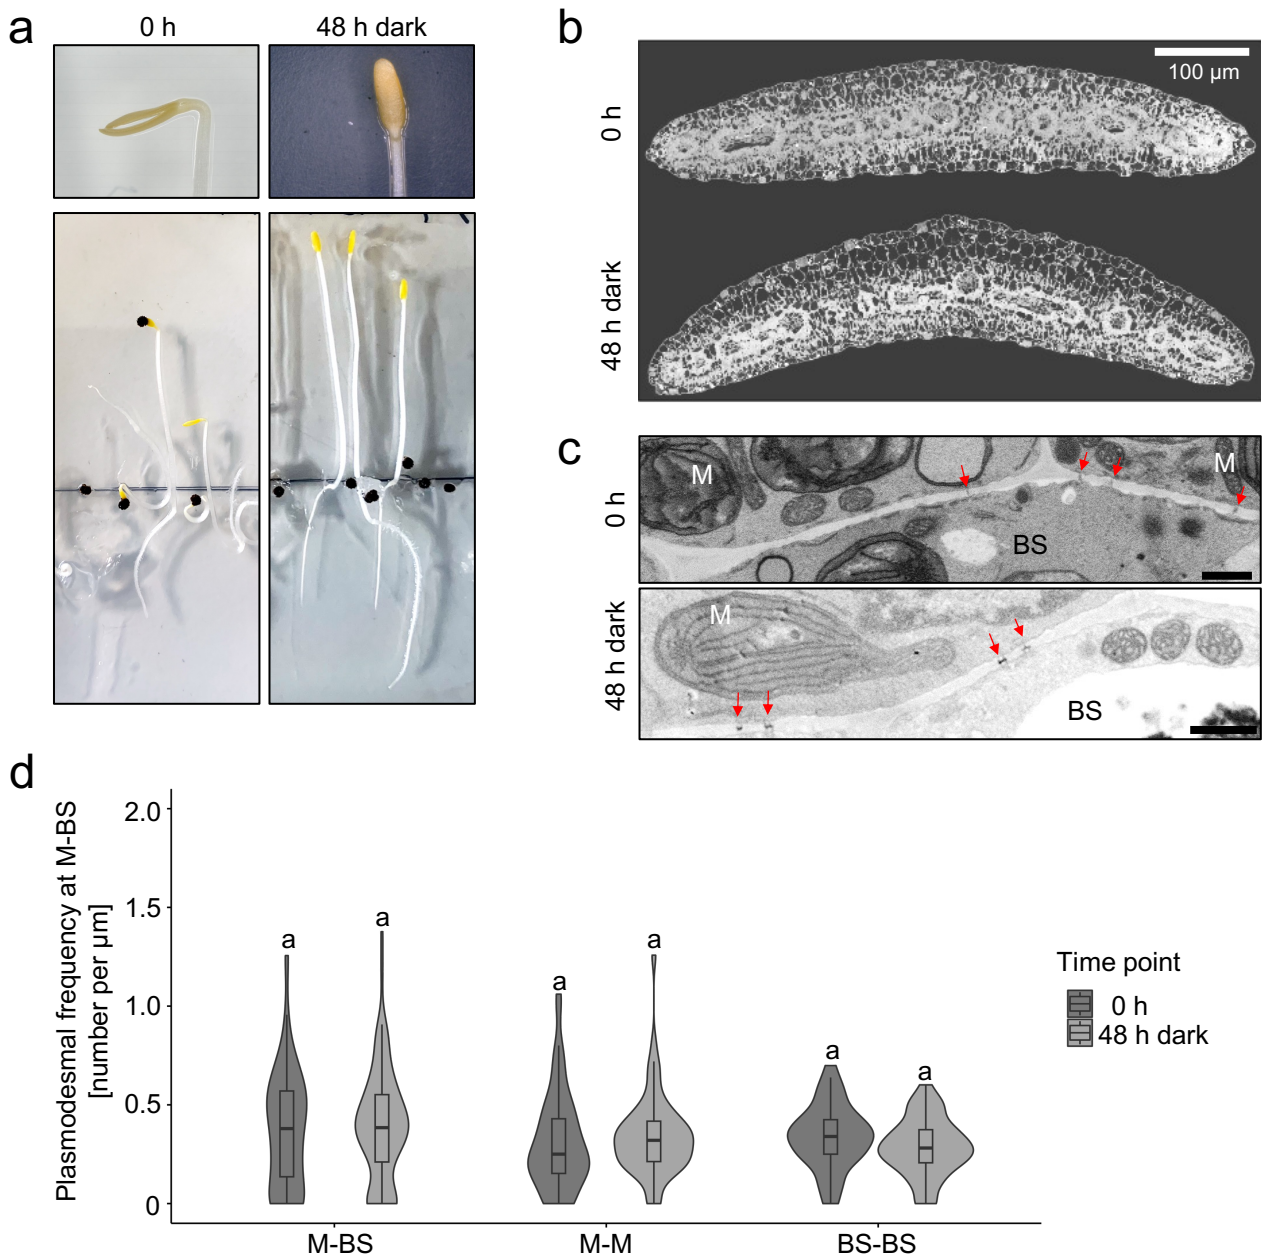 a
0 h
48 h dark
b
100 µm
0 h
48 h dark
c
M
M
BS
0 h
M
BS
48 h dark
d
Plasmodesmal frequency at M-BS
[number per µm]
2.0
1.5
1.0
0.5
0
a
a
a
a
a
a
M-BS
M-M
BS-BS
Time point
0 h
48 h dark